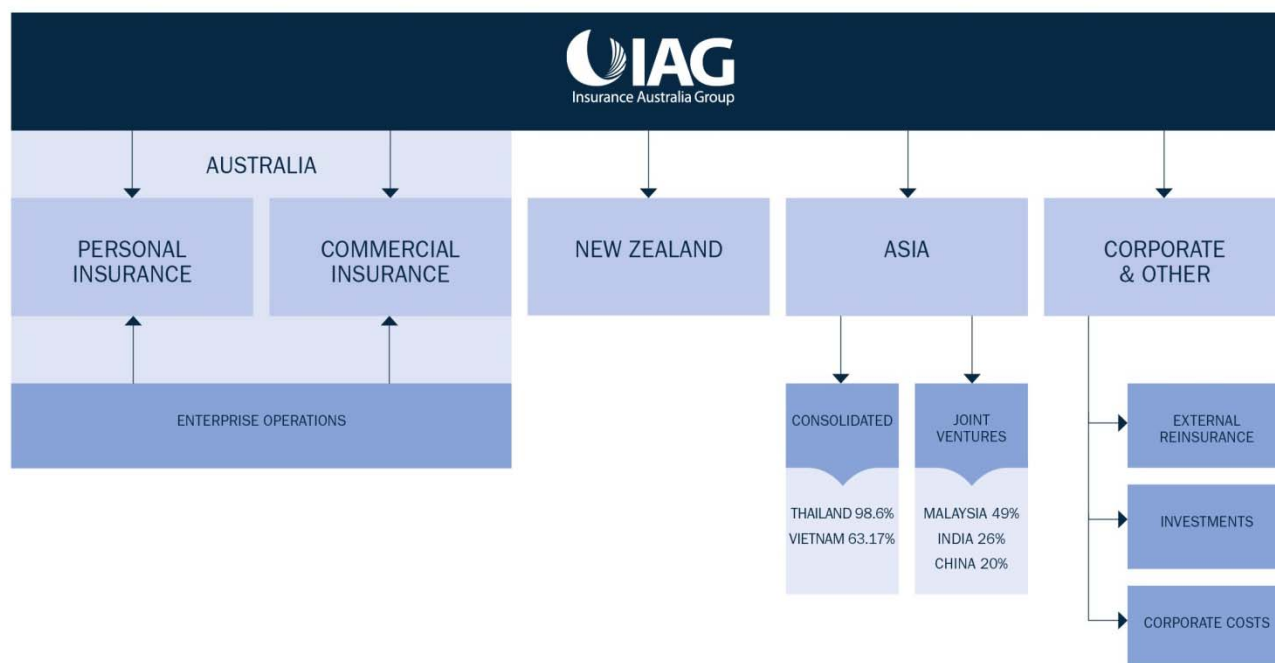 IAG
Insurance Australia Group
AUSTRALIA
PERSONAL
INSURANCE
COMMERCIAL
INSURANCE
NEW ZEALAND
ASIA
CORPORATE
& OTHER
ENTERPRISE OPERATIONS
CONSOLIDATED
THAILAND 98.6%
VIETNAM 63.17%
JOINT
VENTURES
MALAYSIA 49%
INDIA 26%
CHINA 20%
EXTERNAL
REINSURANCE
INVESTMENTS
CORPORATE COSTS